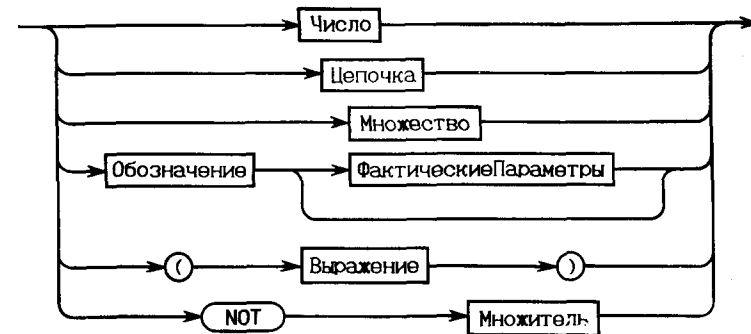 Число
Цепочка
Множество
Обозначение ФактическиеПараметры
( Выражение )
NOT Множитель